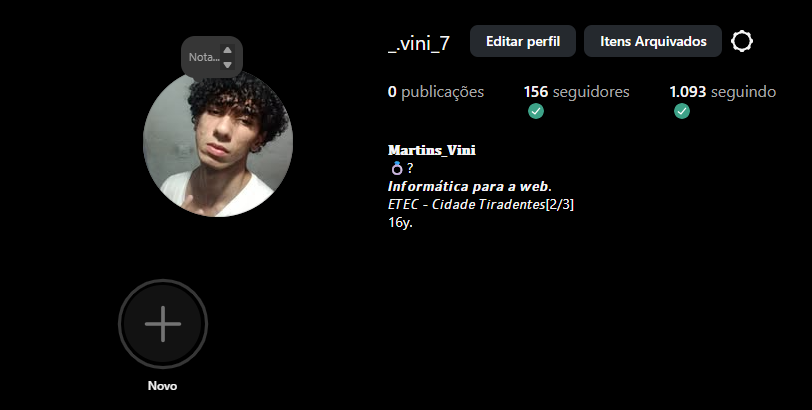 Nota...
_.vini_7
Editar perfil
Itens Arquivados
0 publicações
156 seguidores
1.093 seguindo
Martins_Vini
💍?
Informática para a web.
ETEC - Cidade Tiradentes[2/3]
16y.
Novo